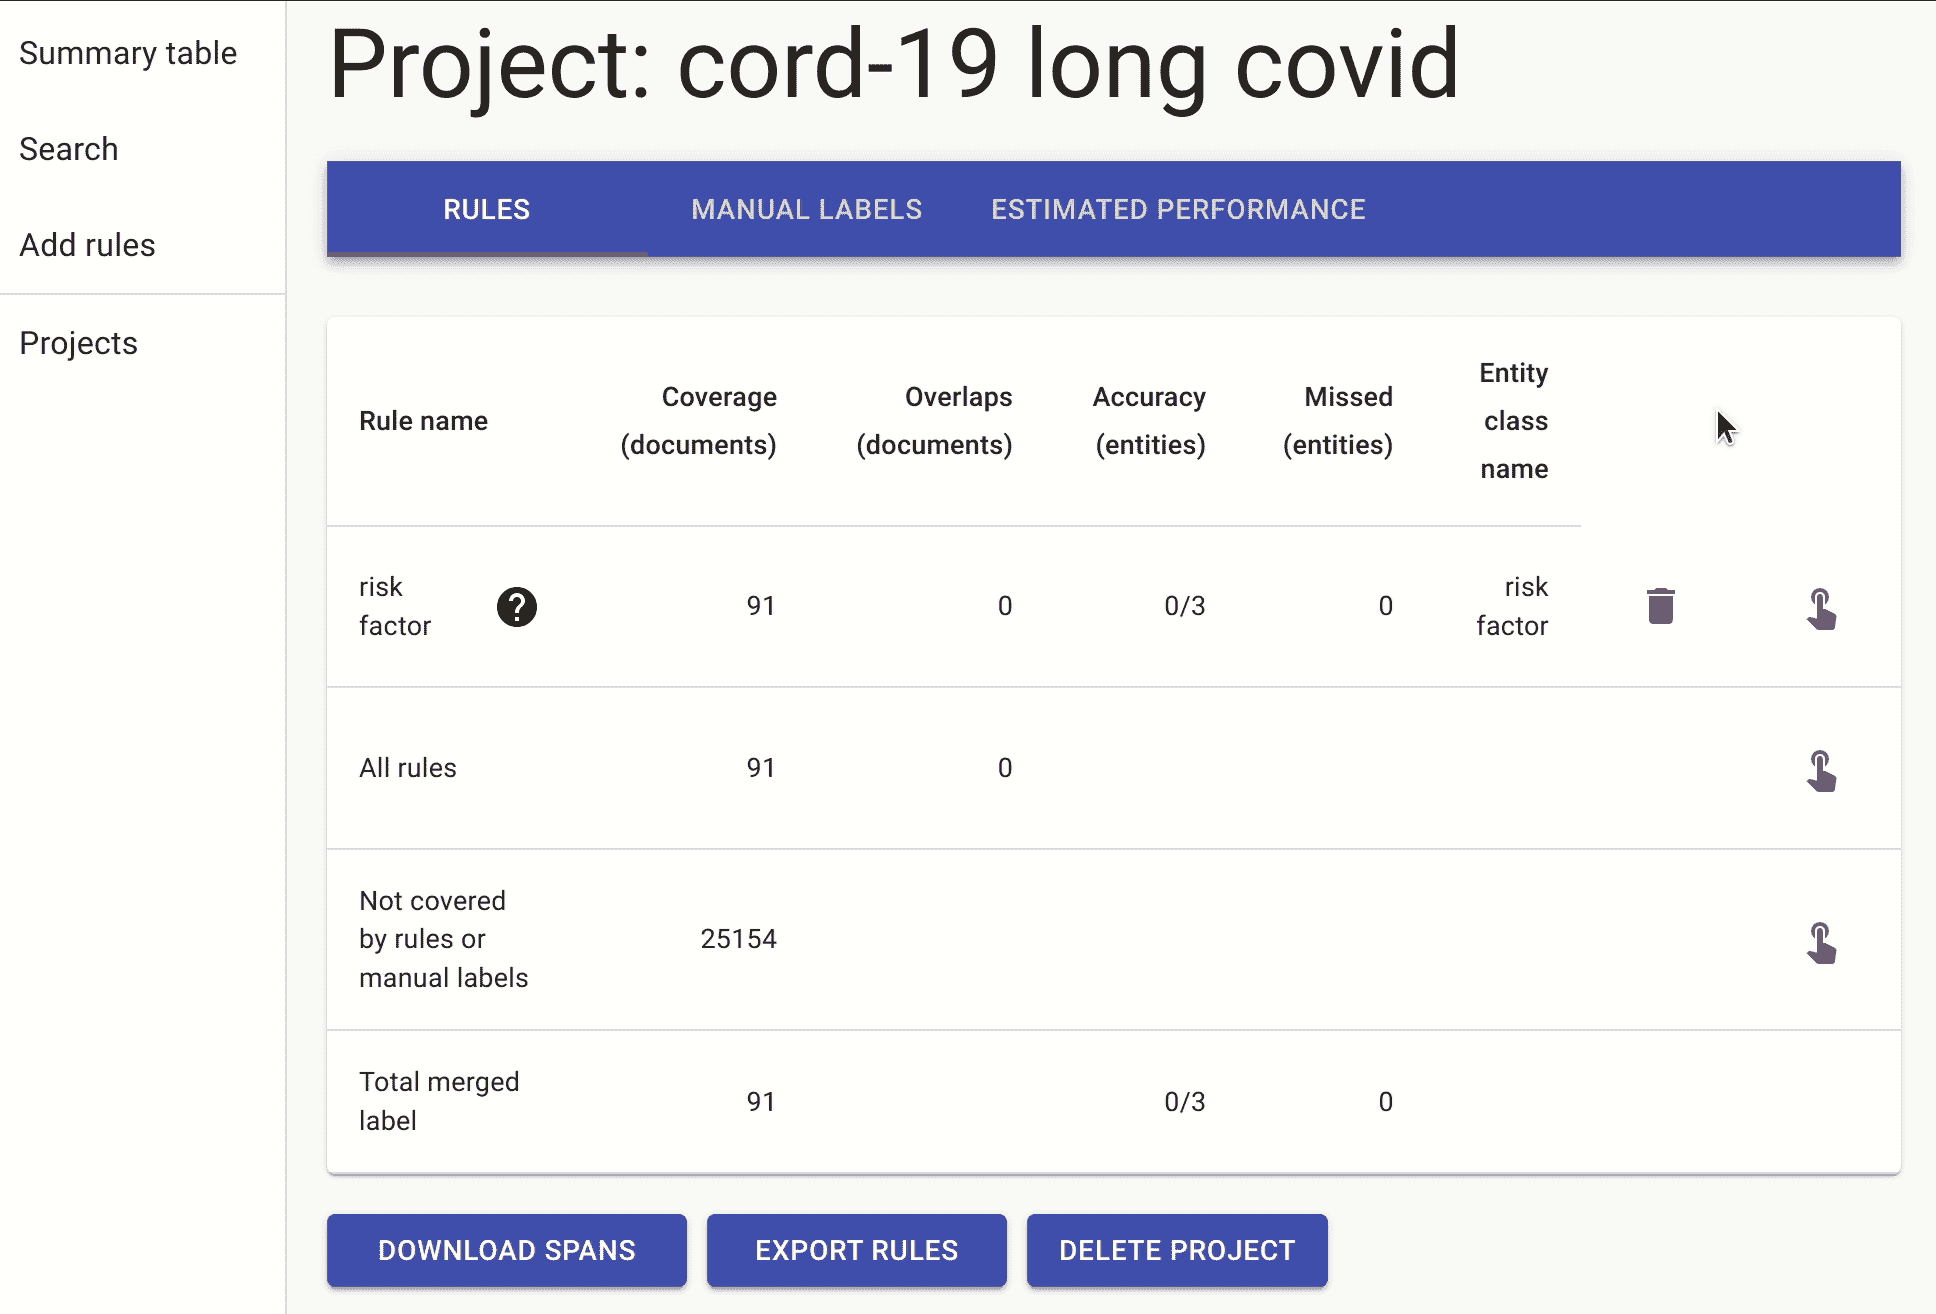 Summary table
Search
Add rules
Projects
Project: cord-19 long covid
RULES MANUAL LABELS ESTIMATED PERFORMANCE
Rule name
Coverage
(documents)
Overlaps
(documents)
Accuracy
(entities)
Missed
(entities)
Entity
class
name
risk
factor
?
91
0
0/3
0
risk
factor
All rules 91 0
Not covered
by rules or
manual labels
25154
Total merged
label
91
0/3
0
DOWNLOAD SPANS EXPORT RULES DELETE PROJECT